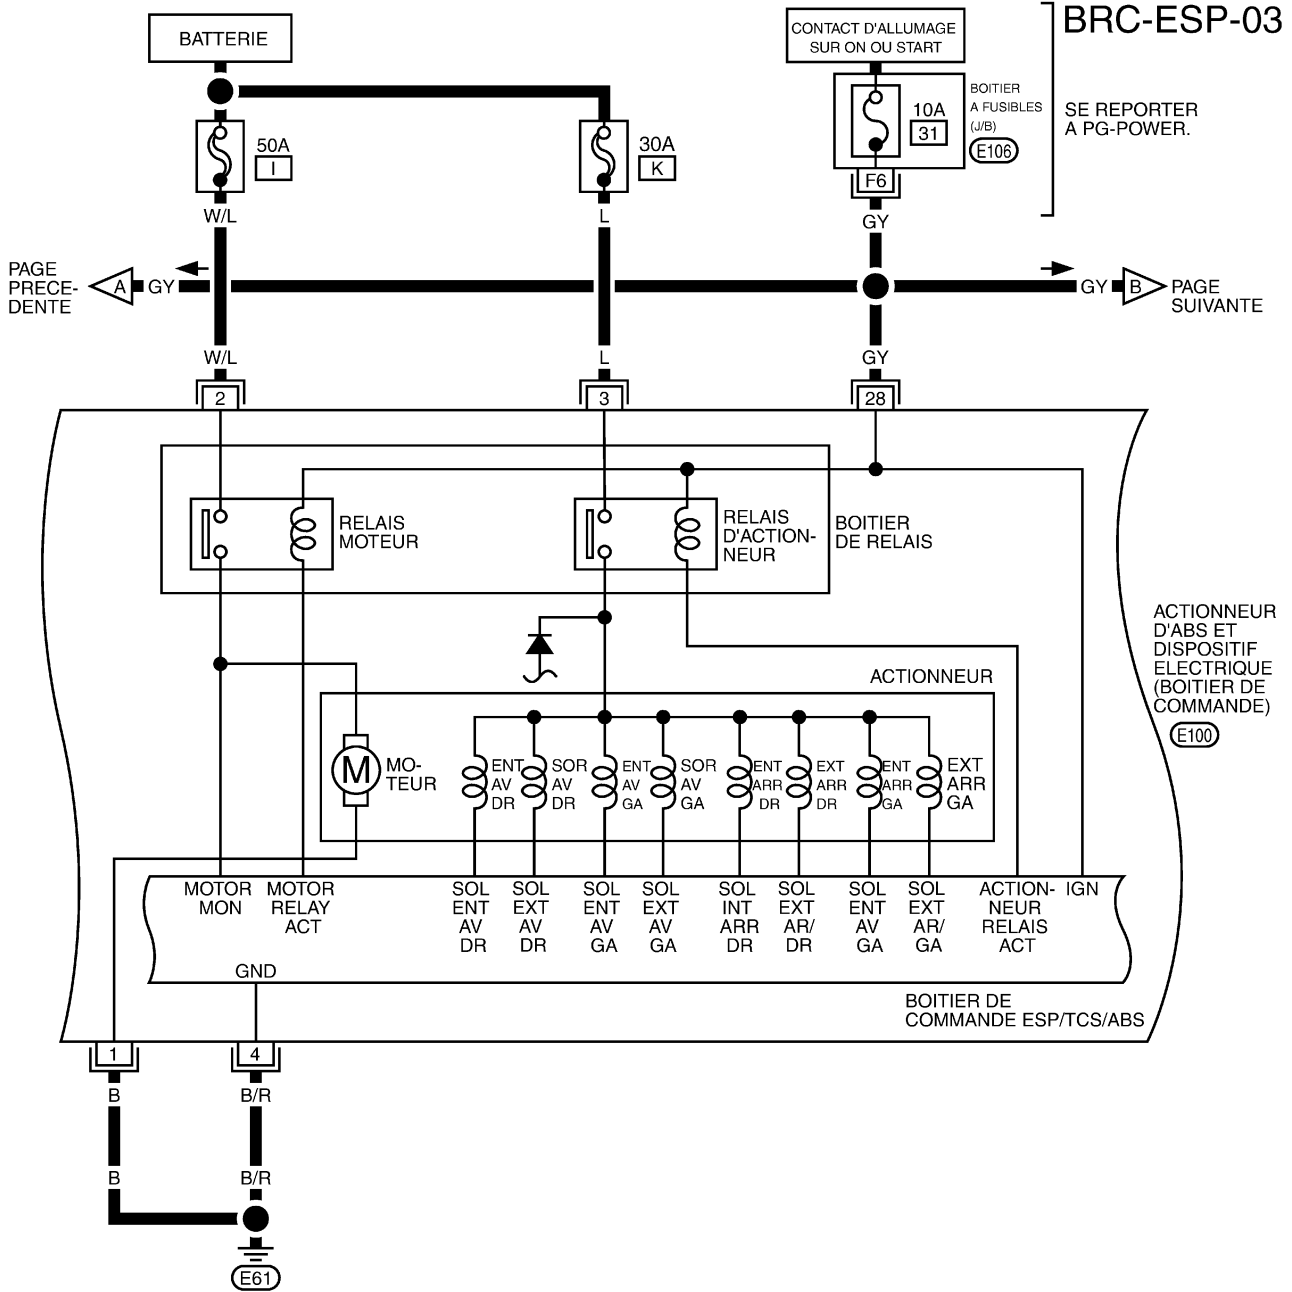 BRC-ESP-03
BATTERIE
CONTACT D'ALLUMAGE
SUR ON OU START
50A
I
30A
K
10A
31
BOITIER
A FUSIBLES
(J/B)
E106
F6
SE REPORTER
A PG-POWER.
W/L
L
GY
PAGE
PRECE-
DENTE
A
GY
GY
B
PAGE
SUIVANTE
W/L
L
GY
2
3
28
RELAIS
MOTEUR
RELAIS
D'ACTION-
NEUR
BOITIER
DE RELAIS
ACTIONNEUR
D'ABS ET
DISPOSITIF
ELECTRIQUE
(BOITIER DE
COMMANDE)
E100
ACTIONNEUR
M
MO-
TEUR
ENT
AV
DR
SOR
AV
DR
ENT
AV
GA
SOR
AV
GA
ENT
ARR
DR
EXT
ARR
DR
ENT
ARR
GA
EXT
ARR
GA
MOTOR
MON
MOTOR
RELAY
ACT
SOL
ENT
AV
DR
SOL
EXT
AV
DR
SOL
ENT
AV
GA
SOL
EXT
AV
GA
SOL
INT
ARR
DR
SOL
EXT
AR/
DR
SOL
ENT
AV
GA
SOL
EXT
AR/
GA
ACTION-
NEUR
RELAIS
ACT
IGN
GND
BOITIER DE
COMMANDE ESP/TCS/ABS
1
4
B
B/R
B
B/R
E61